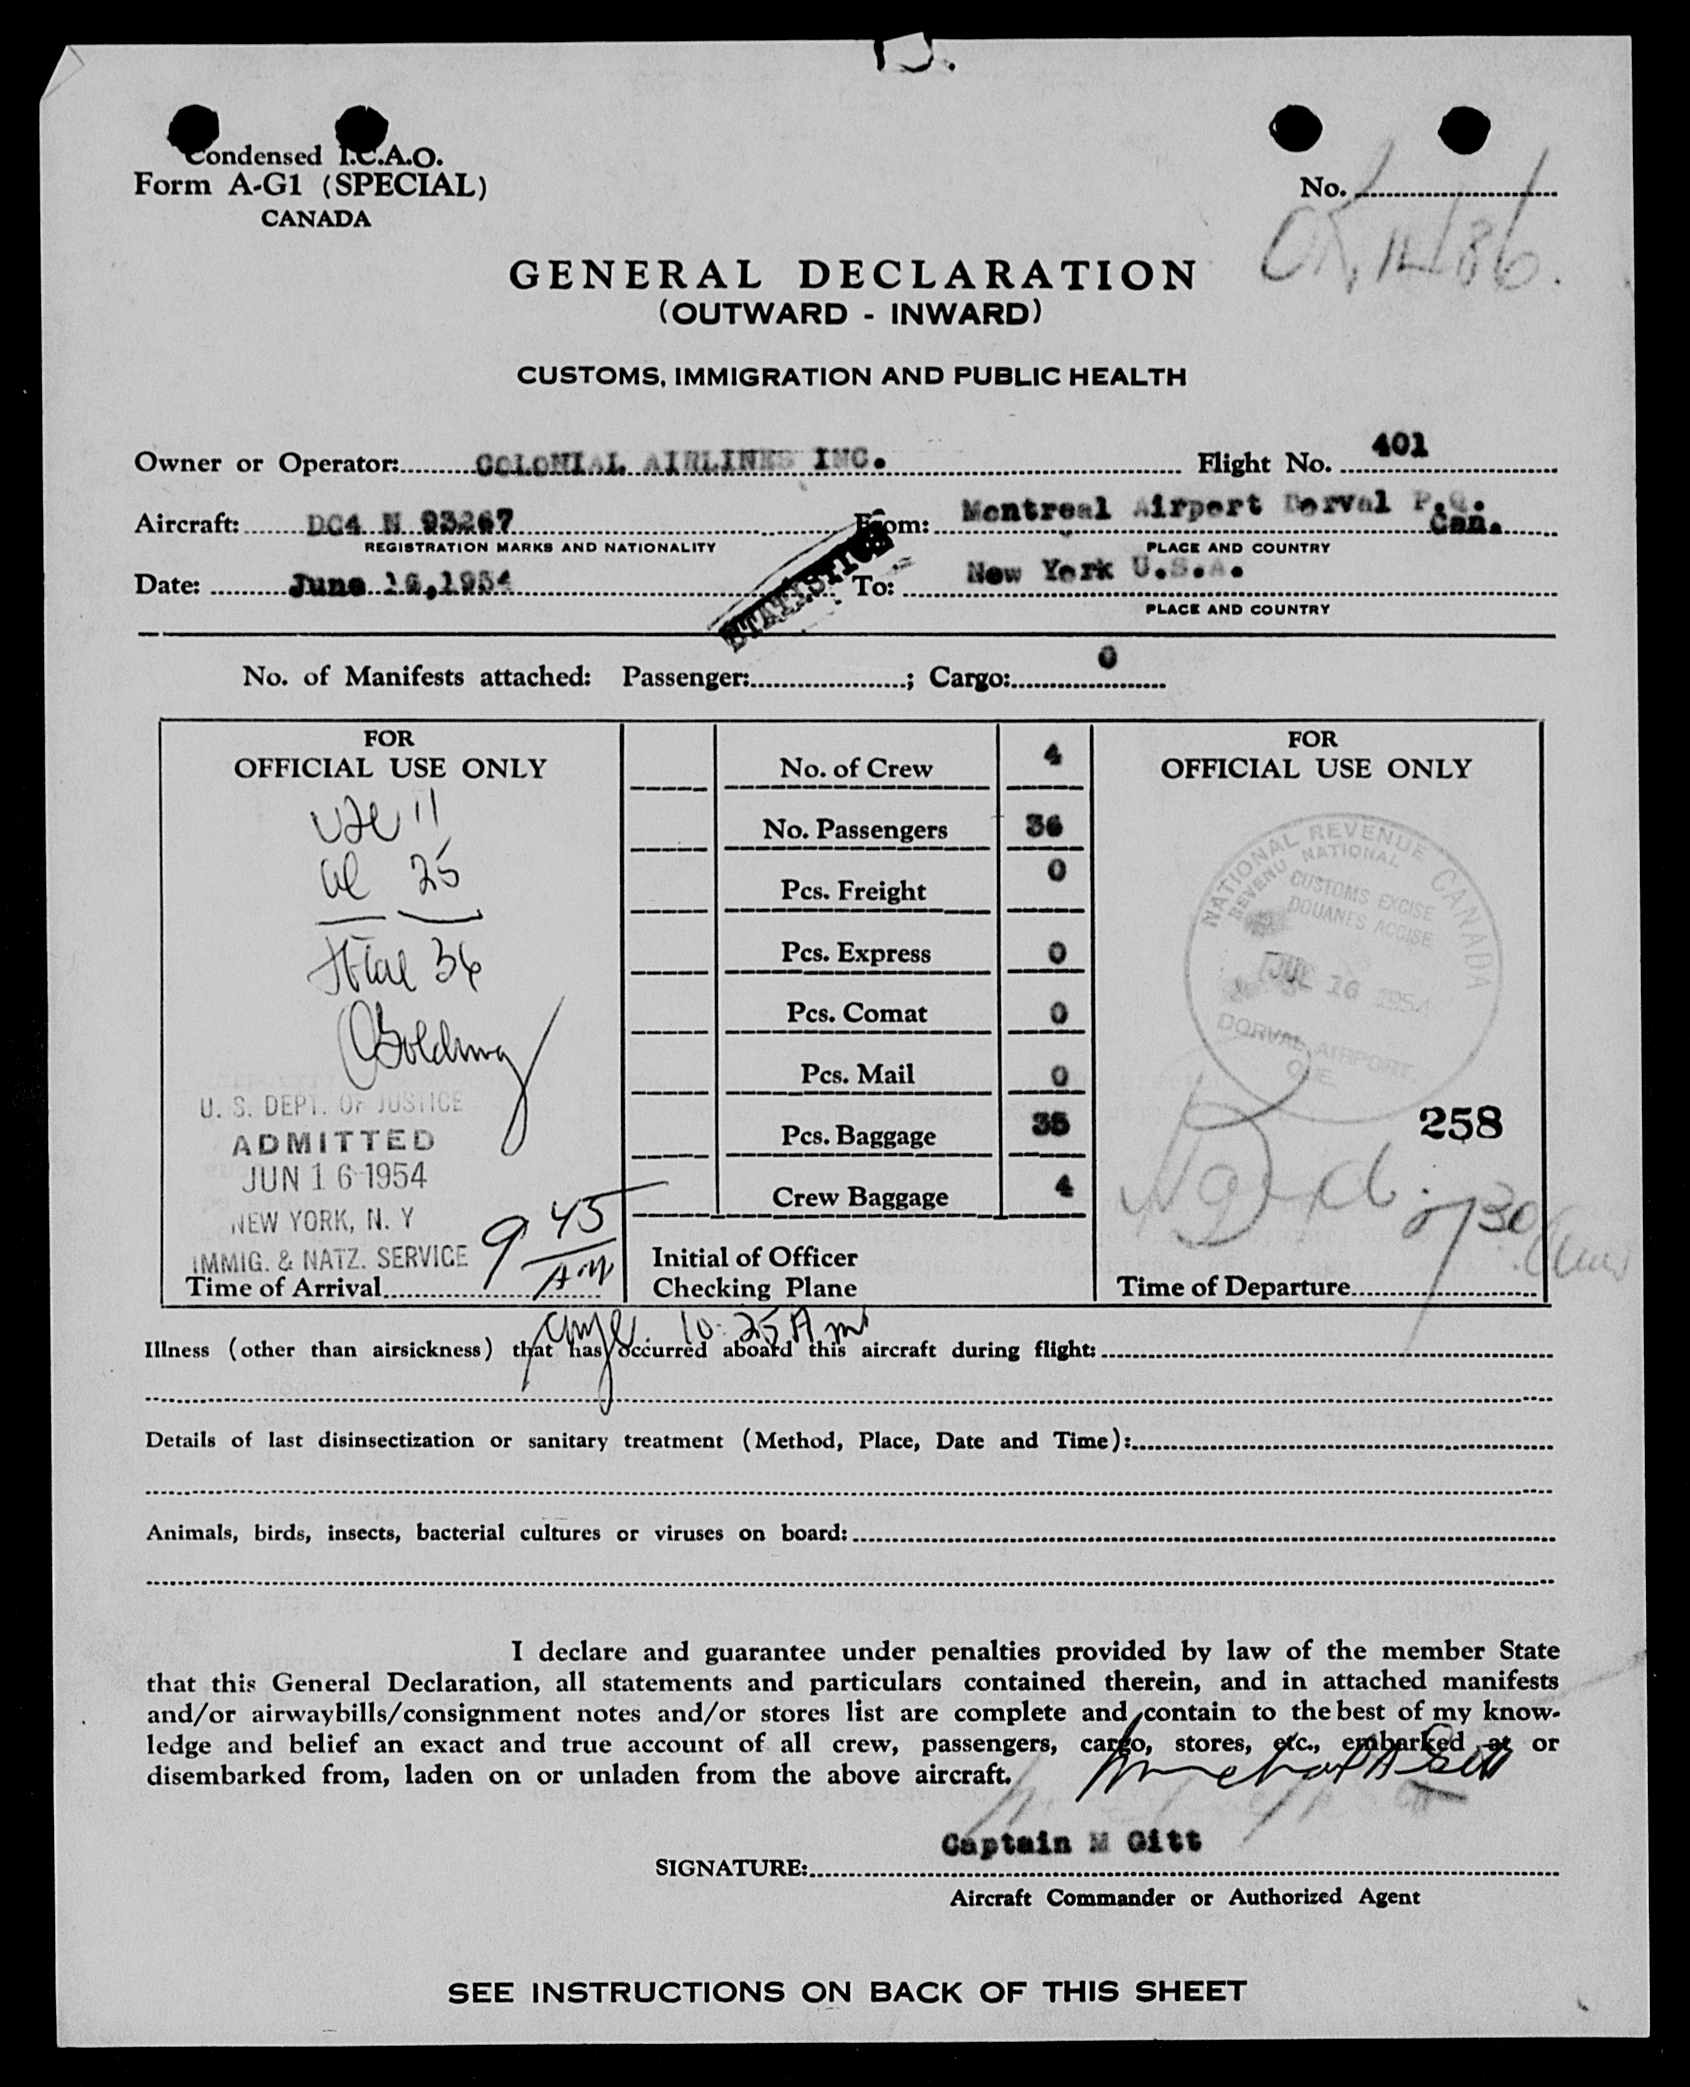 Condensed I.C.A.O.
Form A-G1 (SPECIAL)
CANADA
No.
GENERAL DECLARATION
(OUTWARD - INWARD)
CUSTOMS, IMMIGRATION AND PUBLIC HEALTH
Owner or Operator: COLONIAL AIRLINES INC. Flight No. 401
Aircraft: DC4 N 93267 From: Montreal Airport Dorval P.Q. Can.
REGISTRATION MARKS AND NATIONALITY PLACE AND COUNTRY
Date: June 16,1954 To: New York U.S.A.
STATISTICS
PLACE AND COUNTRY
No. of Manifests attached: Passenger: ; Cargo: 0
FOR
OFFICIAL USE ONLY
11
25
Total 36
U. S. DEPT. OF JUSTICE
ADMITTED
JUN 16 1954
NEW YORK, N. Y
IMMIG. & NATZ. SERVICE
Time of Arrival 9 45 AM
No. of Crew 4
No. Passengers 36
Pcs. Freight 0
Pcs. Express 0
Pcs. Comat 0
Pcs. Mail 0
Pcs. Baggage 35
Crew Baggage 4
Initial of Officer
Checking Plane
FOR
OFFICIAL USE ONLY
NATIONAL REVENUE CANADA
REVENU NATIONAL
CUSTOMS EXCISE
DOUANES ACCISE
JUL 16 1954
DORVAL AIRPORT
QUE
258
730
Time of Departure
10:25 Am
Illness (other than airsickness) that has occurred aboard this aircraft during flight:
Details of last disinsectization or sanitary treatment (Method, Place, Date and Time):
Animals, birds, insects, bacterial cultures or viruses on board:
I declare and guarantee under penalties provided by law of the member State
that this General Declaration, all statements and particulars contained therein, and in attached manifests
and/or airwaybills/consignment notes and/or stores list are complete and contain to the best of my know-
ledge and belief an exact and true account of all crew, passengers, cargo, stores, etc., embarked at or
disembarked from, laden on or unladen from the above aircraft.
Captain M Gitt
SIGNATURE:
Aircraft Commander or Authorized Agent
SEE INSTRUCTIONS ON BACK OF THIS SHEET